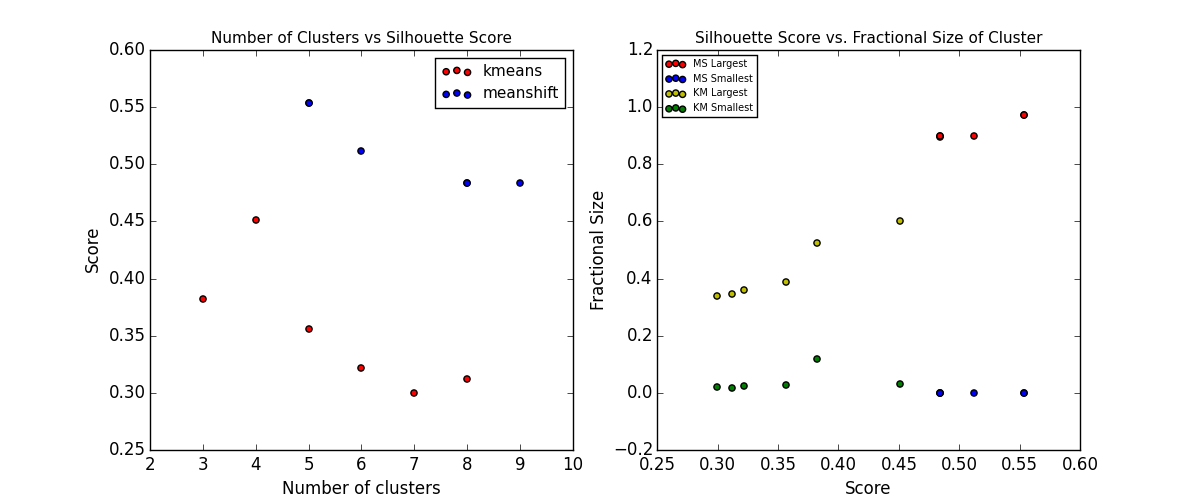 Number of Clusters vs Silhouette Score
0.60
0.55
0.50
0.45
0.40
0.35
0.30
0.25
Score
kmeans
meanshift
2 3 4 5 6 7 8 9 10
Number of clusters
Silhouette Score vs. Fractional Size of Cluster
1.2
1.0
0.8
0.6
0.4
0.2
0.0
−0.2
Fractional Size
MS Largest
MS Smallest
KM Largest
KM Smallest
0.25 0.30 0.35 0.40 0.45 0.50 0.55 0.60
Score